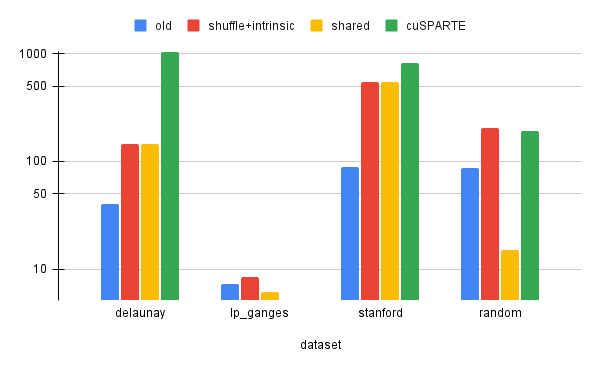 old shuffle+intrinsic shared cuSPARTE
1000
500
100
50
10
delaunay lp_ganges stanford random
dataset